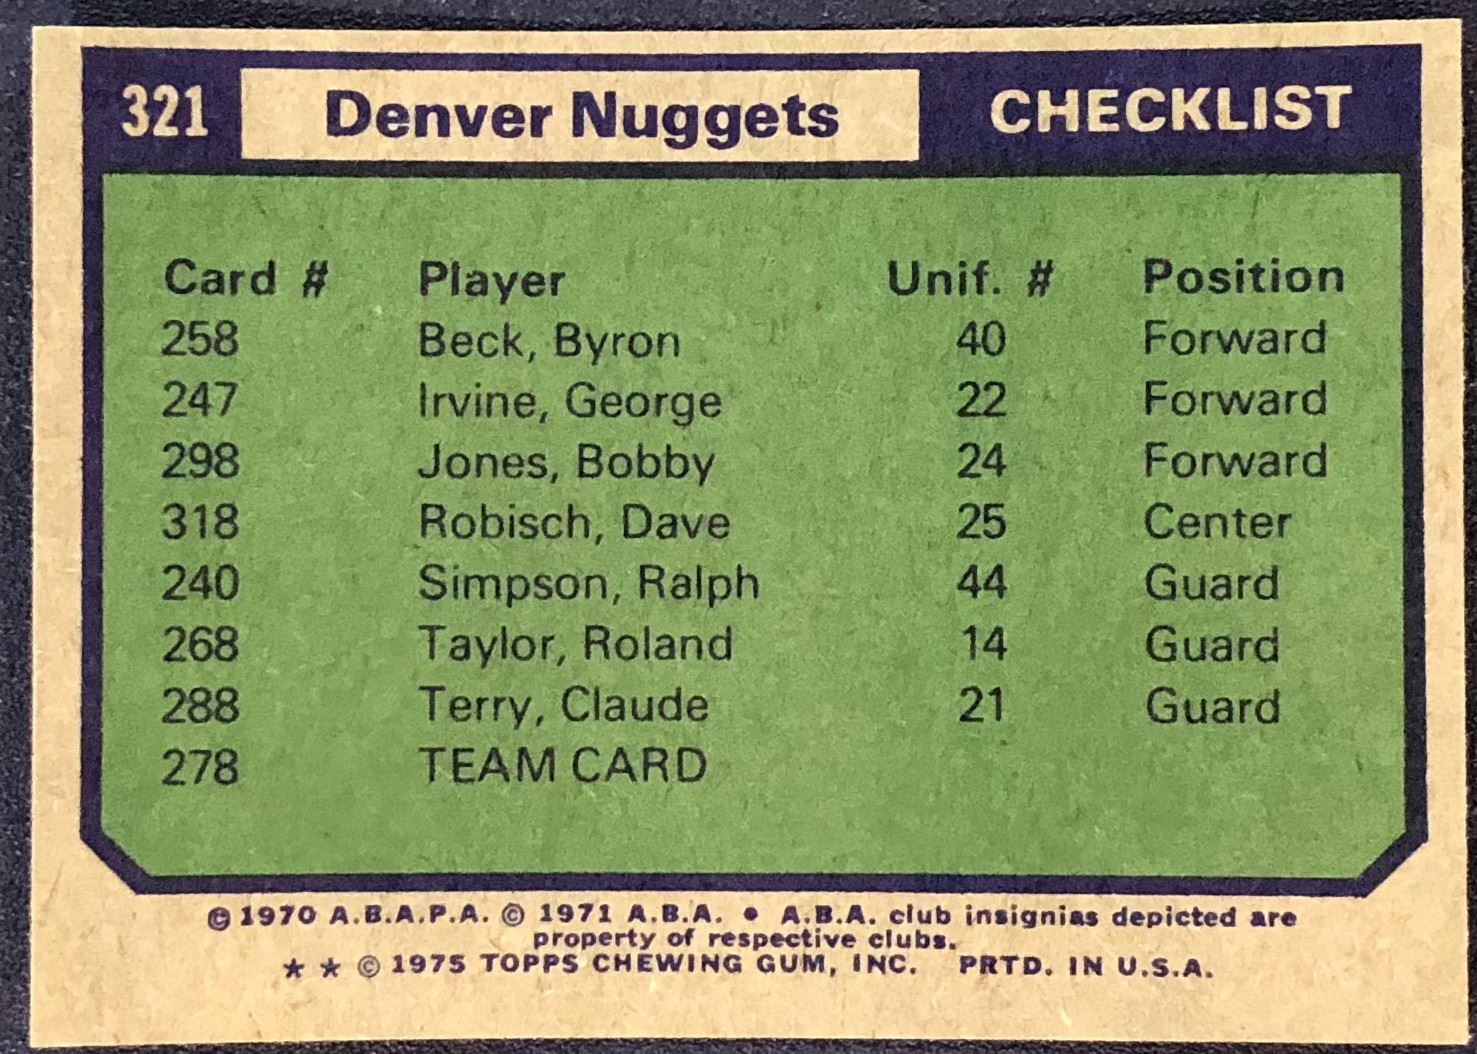 321 Denver Nuggets CHECKLIST
Card # Player Unif. # Position
258 Beck, Byron 40 Forward
247 Irvine, George 22 Forward
298 Jones, Bobby 24 Forward
318 Robisch, Dave 25 Center
240 Simpson, Ralph 44 Guard
268 Taylor, Roland 14 Guard
288 Terry, Claude 21 Guard
278 TEAM CARD
© 1970 A.B.A.P.A. © 1971 A.B.A. • A.B.A. club insignias depicted are
property of respective clubs.
★ ★ © 1975 TOPPS CHEWING GUM, INC. PRTD. IN U.S.A.